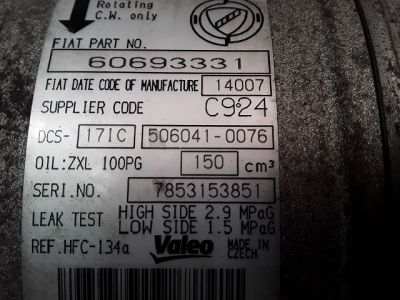 Rotating
C.W. only
FIAT PART NO.
60693331
FIAT DATE CODE OF MANUFACTURE 14007
SUPPLIER CODE C924
DCS- 17IC 506041-0076
OIL:ZXL 100PG 150 cm³
SERI.NO. 7853153851
LEAK TEST HIGH SIDE 2.9 MPaG
LOW SIDE 1.5 MPaG
REF.HFC-134a Valeo MADE IN
CZECH